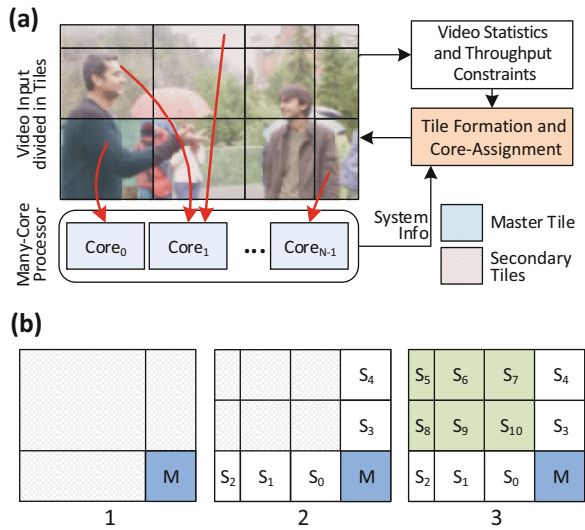 (a)
Video Input
divided in Tiles
Video Statistics
and Throughput
Constraints
Tile Formation and
Core-Assignment
Many-Core
Processor
Core0
Core1
...
CoreN-1
System
Info
Master Tile
Secondary
Tiles
(b)
M
1
S4
S3
S2 S1 S0 M
2
S5 S6 S7 S4
S8 S9 S10 S3
S2 S1 S0 M
3